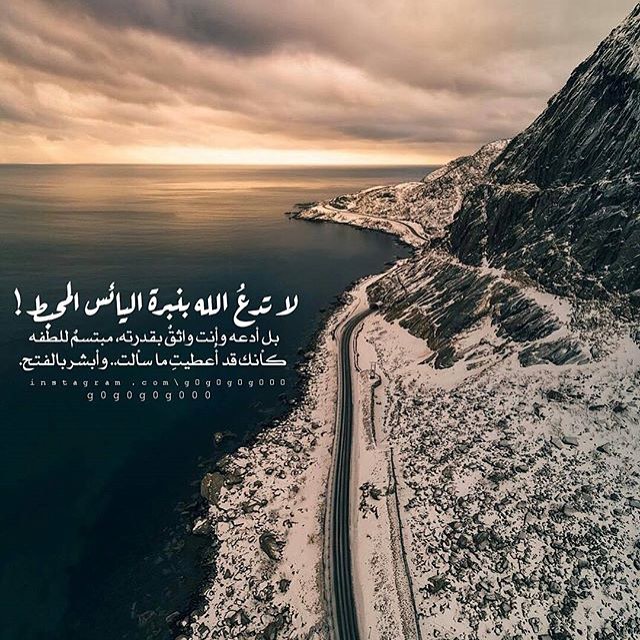 لا تدعُ الله بنبرة اليائس المحبط !
بل أدعه وأنت واثقٌ بقدرته، مبتسمٌ للطفه
كأنك قد أعطيتِ ما سألت.. وأبشر بالفتح.
instagram .com\g0g0g0g000
g0g0g0g000